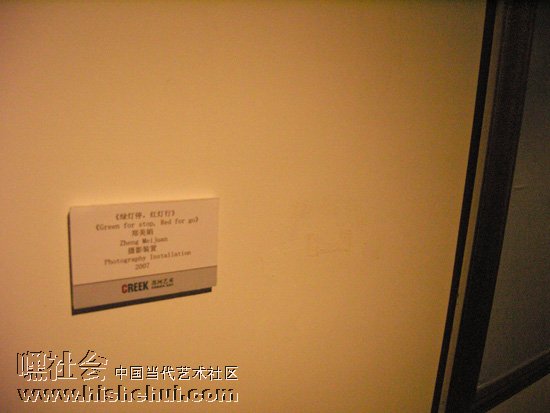 《绿灯停，红灯行》
《Green for stop, Red for go》
郑美娟
Zheng Meijuan
摄影装置
Photography Installation
2007
CREEK
嘿社会 中国当代艺术社区
www.hishehui.com